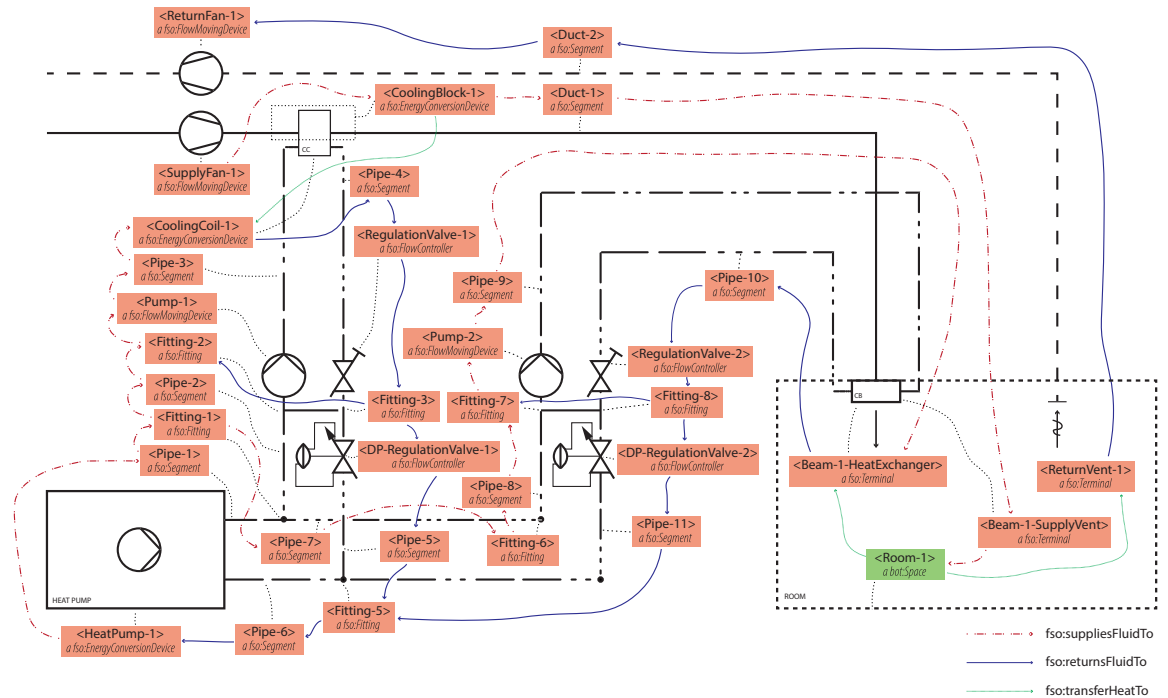 <ReturnFan-1>
a fso:FlowMovingDevice
<Duct-2>
a fso:Segment
<CoolingBlock-1>
a fso:EnergyConversionDevice
<Duct-1>
a fso:Segment
CC
<SupplyFan-1>
a fso:FlowMovingDevice
<Pipe-4>
a fso:Segment
<CoolingCoil-1>
a fso:EnergyConversionDevice
<RegulationValve-1>
a fso:FlowController
<Pipe-3>
a fso:Segment
<Pipe-9>
a fso:Segment
<Pipe-10>
a fso:Segment
<Pump-1>
a fso:FlowMovingDevice
<Pump-2>
a fso:FlowMovingDevice
<Fitting-2>
a fso:Fitting
<RegulationValve-2>
a fso:FlowController
<Pipe-2>
a fso:Segment
<Fitting-3>
a fso:Fitting
<Fitting-7>
a fso:Fitting
<Fitting-8>
a fso:Fitting
CB
<Fitting-1>
a fso:Fitting
<Pipe-1>
a fso:Segment
<DP-RegulationValve-1>
a fso:FlowController
<DP-RegulationValve-2>
a fso:FlowController
<Beam-1-HeatExchanger>
a fso:Terminal
<ReturnVent-1>
a fso:Terminal
<Pipe-8>
a fso:Segment
<Pipe-11>
a fso:Segment
<Beam-1-SupplyVent>
a fso:Terminal
<Pipe-7>
a fso:Segment
<Pipe-5>
a fso:Segment
<Fitting-6>
a fso:Fitting
<Room-1>
a bot:Space
HEAT PUMP
ROOM
<Fitting-5>
a fso:Fitting
<HeatPump-1>
a fso:EnergyConversionDevice
<Pipe-6>
a fso:Segment
fso:suppliesFluidTo
fso:returnsFluidTo
fso:transferHeatTo